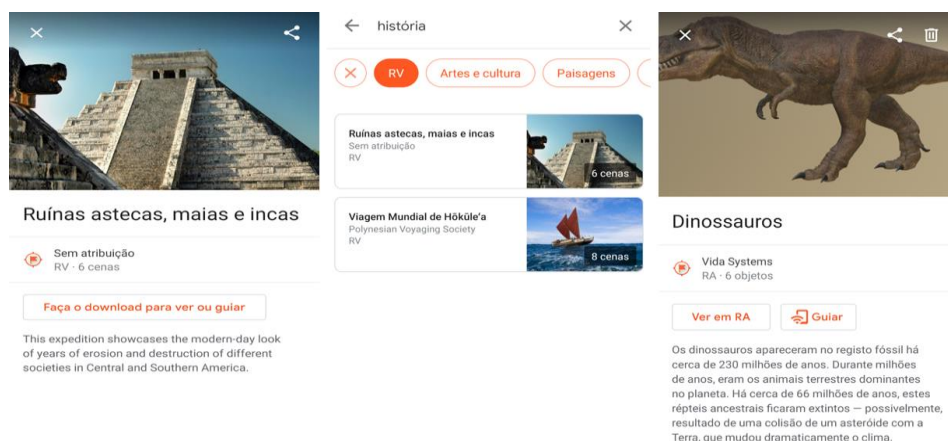 Ruínas astecas, maias e incas
Sem atribuição
RV · 6 cenas
Faça o download para ver ou guiar
This expedition showcases the modern-day look
of years of erosion and destruction of different
societies in Central and Southern America.
história
RV
Artes e cultura
Paisagens
Ruínas astecas, maias e incas
Sem atribuição
RV
6 cenas
Viagem Mundial de Hōkūleʻa
Polynesian Voyaging Society
RV
8 cenas
Dinossauros
Vida Systems
RA · 6 objetos
Ver em RA
Guiar
Os dinossauros apareceram no registo fóssil há
cerca de 230 milhões de anos. Durante milhões
de anos, eram os animais terrestres dominantes
no planeta. Há cerca de 66 milhões de anos, estes
répteis ancestrais ficaram extintos — possivelmente,
resultado de uma colisão de um asteróide com a
Terra, que mudou dramaticamente o clima.